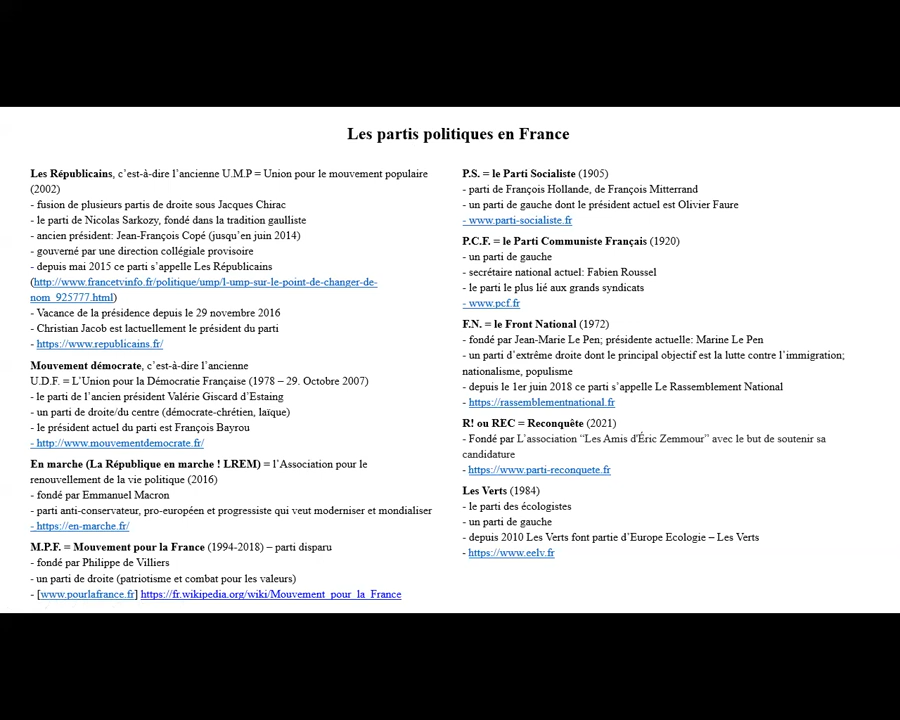 Les partis politiques en France
Les Républicains, c’est-à-dire l’ancienne U.M.P = Union pour le mouvement populaire
(2002)
- fusion de plusieurs partis de droite sous Jacques Chirac
- le parti de Nicolas Sarkozy, fondé dans la tradition gaulliste
- ancien président: Jean-François Copé (jusqu’en juin 2014)
- gouverné par une direction collégiale provisoire
- depuis mai 2015 ce parti s’appelle Les Républicains
(http://www.francetvinfo.fr/politique/ump/l-ump-sur-le-point-de-changer-de-
nom_925777.html)
- Vacance de la présidence depuis le 29 novembre 2016
- Christian Jacob est lactuellement le président du parti
- https://www.republicains.fr/
Mouvement démocrate, c’est-à-dire l’ancienne
U.D.F. = L’Union pour la Démocratie Française (1978 – 29. Octobre 2007)
- le parti de l’ancien président Valérie Giscard d’Estaing
- un parti de droite/du centre (démocrate-chrétien, laïque)
- le président actuel du parti est François Bayrou
- http://www.mouvementdemocrate.fr/
En marche (La République en marche ! LREM) = l’Association pour le
renouvellement de la vie politique (2016)
- fondé par Emmanuel Macron
- parti anti-conservateur, pro-européen et progressiste qui veut moderniser et mondialiser
- https://en-marche.fr/
M.P.F. = Mouvement pour la France (1994-2018) – parti disparu
- fondé par Philippe de Villiers
- un parti de droite (patriotisme et combat pour les valeurs)
- [www.pourlafrance.fr] https://fr.wikipedia.org/wiki/Mouvement_pour_la_France
P.S. = le Parti Socialiste (1905)
- parti de François Hollande, de François Mitterrand
- un parti de gauche dont le président actuel est Olivier Faure
- www.parti-socialiste.fr
P.C.F. = le Parti Communiste Français (1920)
- un parti de gauche
- secrétaire national actuel: Fabien Roussel
- le parti le plus lié aux grands syndicats
- www.pcf.fr
F.N. = le Front National (1972)
- fondé par Jean-Marie Le Pen; présidente actuelle: Marine Le Pen
- un parti d’extrême droite dont le principal objectif est la lutte contre l’immigration;
nationalisme, populisme
- depuis le 1er juin 2018 ce parti s’appelle Le Rassemblement National
- https://rassemblementnational.fr
R! ou REC = Reconquête (2021)
- Fondé par L’association “Les Amis d'Éric Zemmour” avec le but de soutenir sa
candidature
- https://www.parti-reconquete.fr
Les Verts (1984)
- le parti des écologistes
- un parti de gauche
- depuis 2010 Les Verts font partie d’Europe Ecologie – Les Verts
- https://www.eelv.fr